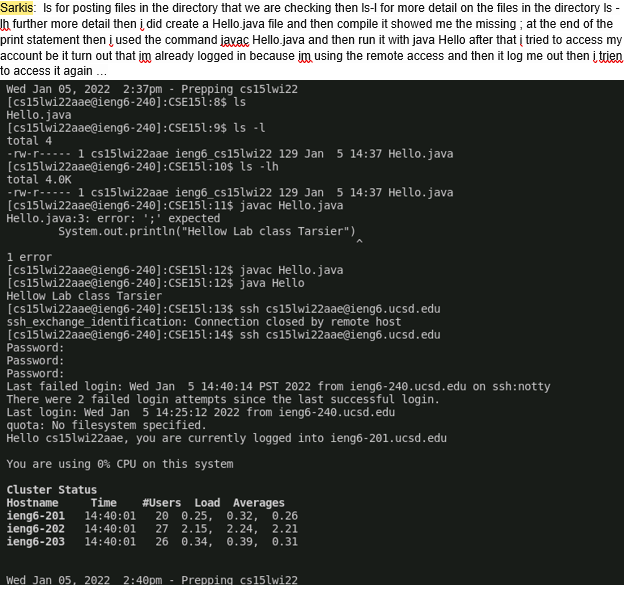 Sarkis:  ls for posting files in the directory that we are checking then ls-l for more detail on the files in the directory ls -
lh further more detail then i did create a Hello.java file and then compile it showed me the missing ; at the end of the
print statement then i used the command javac Hello.java and then run it with java Hello after that i tried to access my
account be it turn out that im already logged in because im using the remote access and then it log me out then i trien
to access it again ...
Wed Jan 05, 2022  2:37pm - Prepping cs15lwi22
[cs15lwi22aae@ieng6-240]:CSE15l:8$ ls
Hello.java
[cs15lwi22aae@ieng6-240]:CSE15l:9$ ls -l
total 4
-rw-r----- 1 cs15lwi22aae ieng6_cs15lwi22 129 Jan  5 14:37 Hello.java
[cs15lwi22aae@ieng6-240]:CSE15l:10$ ls -lh
total 4.0K
-rw-r----- 1 cs15lwi22aae ieng6_cs15lwi22 129 Jan  5 14:37 Hello.java
[cs15lwi22aae@ieng6-240]:CSE15l:11$ javac Hello.java
Hello.java:3: error: ';' expected
        System.out.println("Hellow Lab class Tarsier")
                                                      ^
1 error
[cs15lwi22aae@ieng6-240]:CSE15l:12$ javac Hello.java
[cs15lwi22aae@ieng6-240]:CSE15l:12$ java Hello
Hellow Lab class Tarsier
[cs15lwi22aae@ieng6-240]:CSE15l:13$ ssh cs15lwi22aae@ieng6.ucsd.edu
ssh_exchange_identification: Connection closed by remote host
[cs15lwi22aae@ieng6-240]:CSE15l:14$ ssh cs15lwi22aae@ieng6.ucsd.edu
Password:
Password:
Password:
Last failed login: Wed Jan  5 14:40:14 PST 2022 from ieng6-240.ucsd.edu on ssh:notty
There were 2 failed login attempts since the last successful login.
Last login: Wed Jan  5 14:25:12 2022 from ieng6-240.ucsd.edu
quota: No filesystem specified.
Hello cs15lwi22aae, you are currently logged into ieng6-201.ucsd.edu
You are using 0% CPU on this system
Cluster Status
Hostname     Time    #Users  Load  Averages
ieng6-201   14:40:01   20  0.25,  0.32,  0.26
ieng6-202   14:40:01   27  2.15,  2.24,  2.21
ieng6-203   14:40:01   26  0.34,  0.39,  0.31
Wed Jan 05, 2022  2:40pm - Prepping cs15lwi22